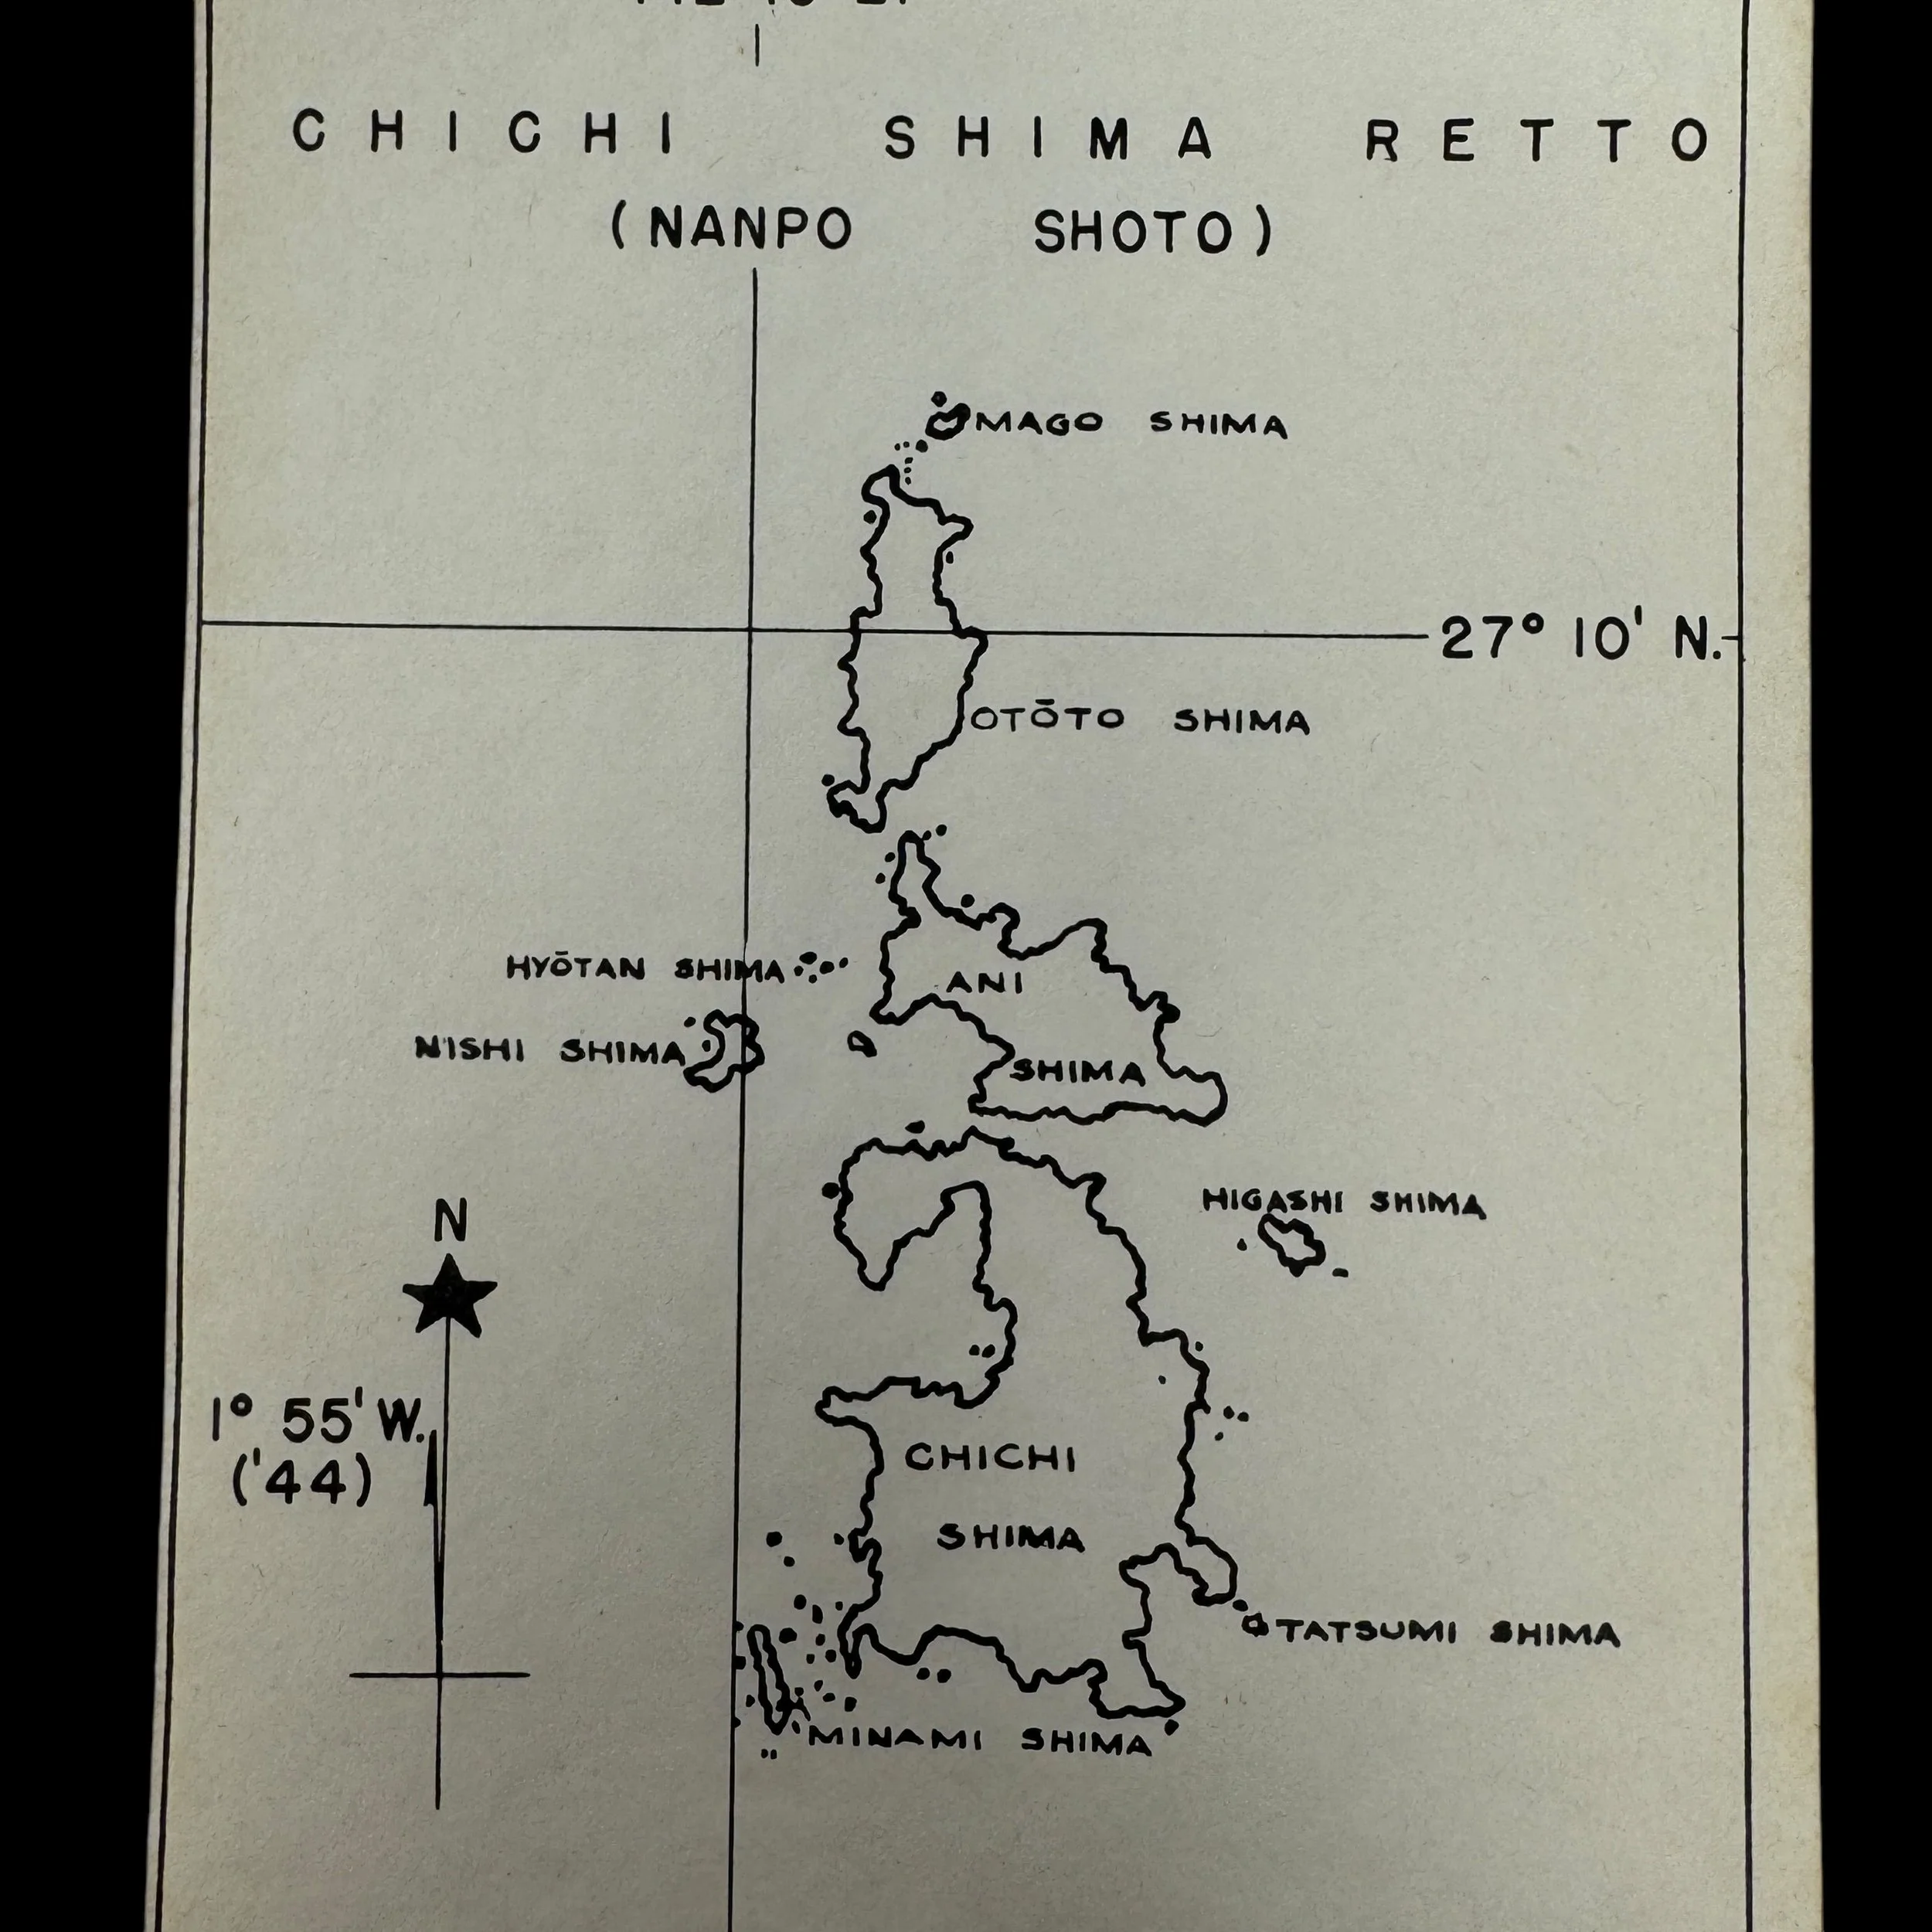 CHICHI SHIMA RETTO
(NANPO SHOTO)
MAGO SHIMA
27° 10' N.
OTŌTO SHIMA
HYŌTAN SHIMA
ANI
NISHI SHIMA
SHIMA
HIGASHI SHIMA
N
1° 55' W.
('44)
CHICHI
SHIMA
TATSUMI SHIMA
MINAMI SHIMA